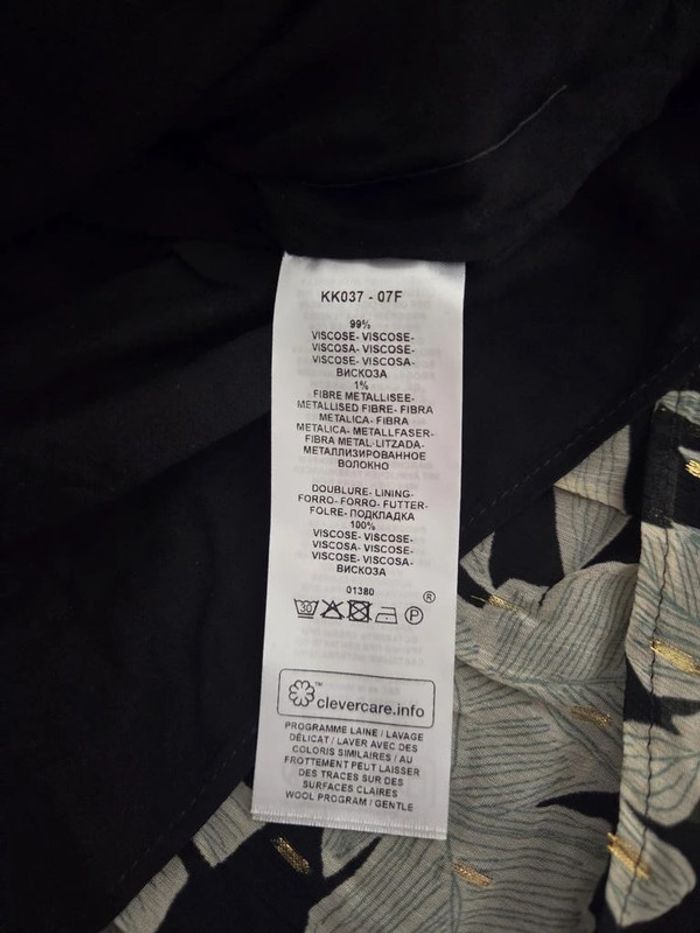 KK037 - 07F
99%
VISCOSE- VISCOSE-
VISCOSA- VISCOSE-
VISCOSE- VISCOSA-
ВИСКОЗА
1%
FIBRE METALLISEE-
METALLISED FIBRE- FIBRA
METALICA- FIBRA
METALICA- METALLFASER-
FIBRA METAL·LITZADA-
МЕТАЛЛИЗИРОВАННОЕ
ВОЛОКНО
DOUBLURE- LINING-
FORRO- FORRO- FUTTER-
FOLRE- ПОДКЛАДКА
100%
VISCOSE- VISCOSE-
VISCOSA- VISCOSE-
VISCOSE- VISCOSA-
ВИСКОЗА
01380
30 P ®
™ clevercare.info
PROGRAMME LAINE / LAVAGE
DÉLICAT / LAVER AVEC DES
COLORIS SIMILAIRES / AU
FROTTEMENT PEUT LAISSER
DES TRACES SUR DES
SURFACES CLAIRES
WOOL PROGRAM / GENTLE